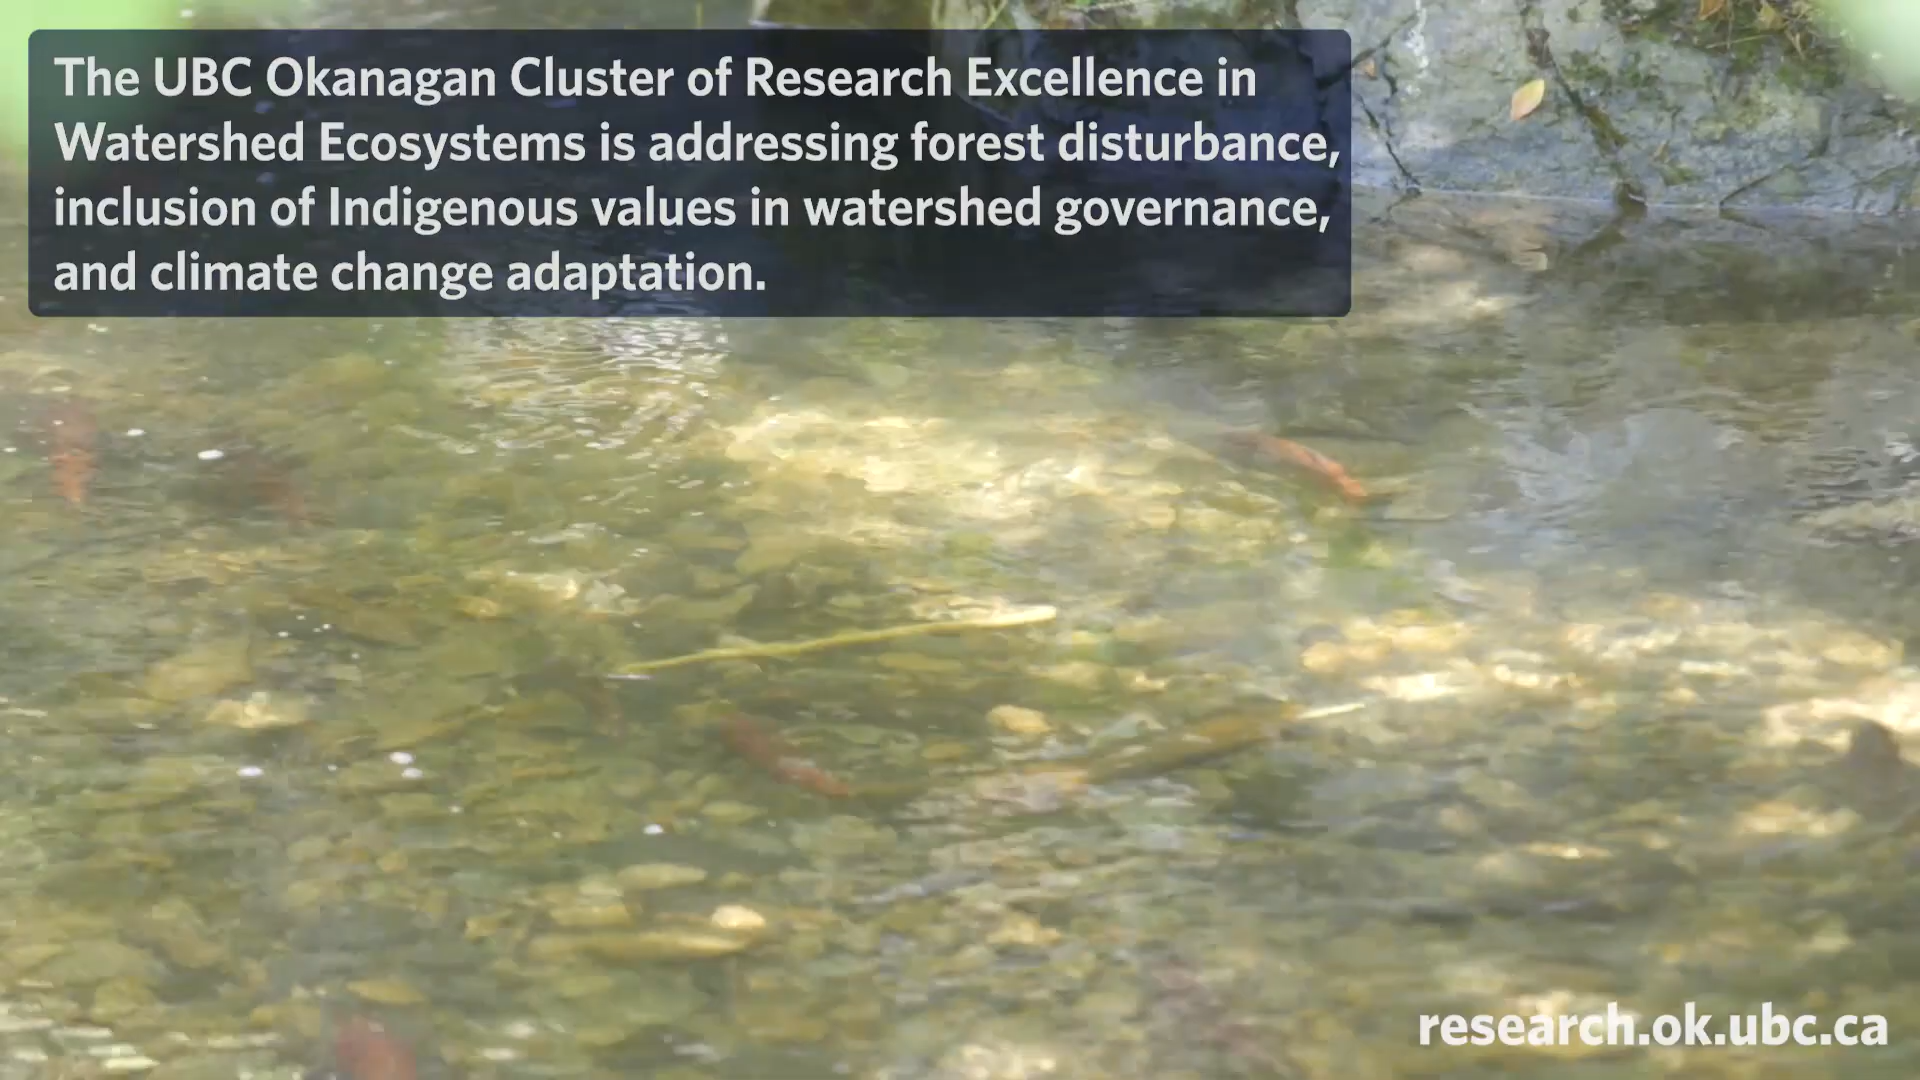 The UBC Okanagan Cluster of Research Excellence in
Watershed Ecosystems is addressing forest disturbance,
inclusion of Indigenous values in watershed governance,
and climate change adaptation.
research.ok.ubc.ca